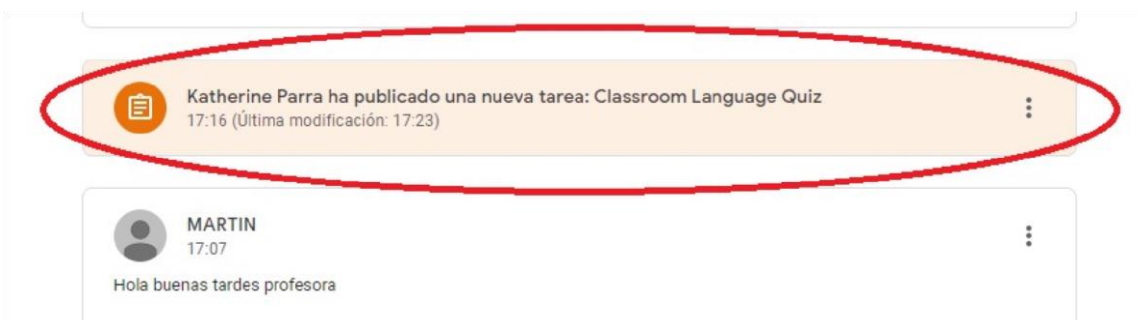 Katherine Parra ha publicado una nueva tarea: Classroom Language Quiz
17:16 (Última modificación: 17:23)
MARTIN
17:07
Hola buenas tardes profesora